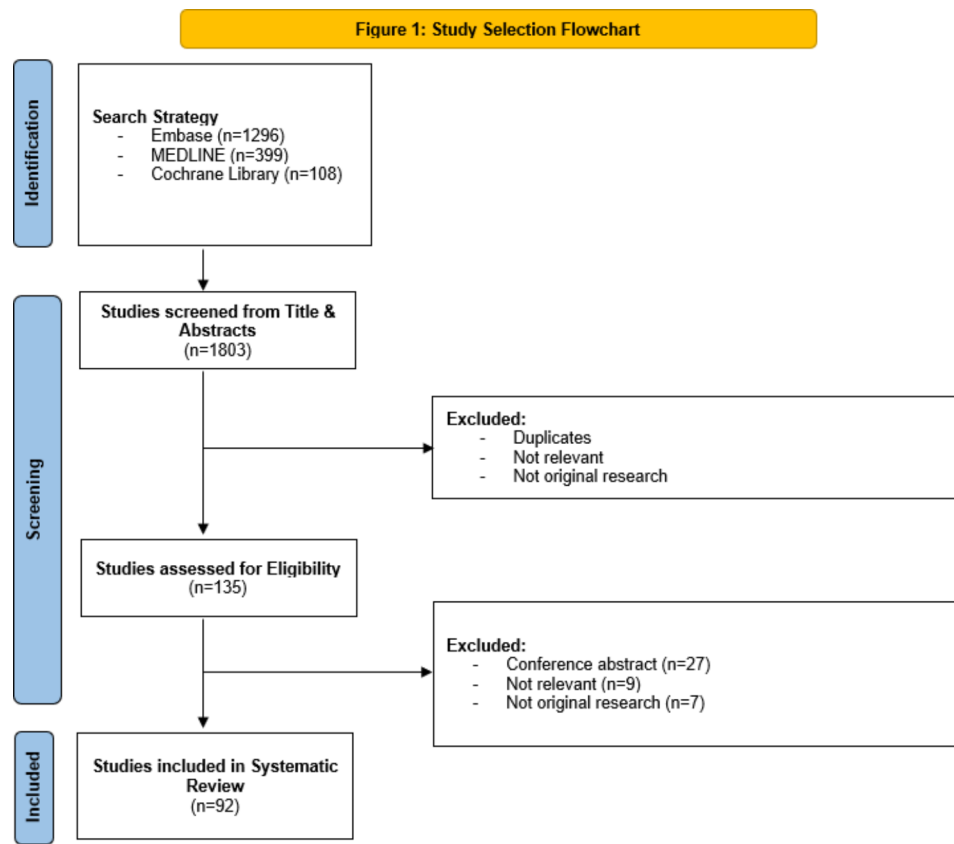 Figure 1: Study Selection Flowchart
Identification
Search Strategy
- Embase (n=1296)
- MEDLINE (n=399)
- Cochrane Library (n=108)
Screening
Studies screened from Title &
Abstracts
(n=1803)
Excluded:
- Duplicates
- Not relevant
- Not original research
Studies assessed for Eligibility
(n=135)
Excluded:
- Conference abstract (n=27)
- Not relevant (n=9)
- Not original research (n=7)
Included
Studies included in Systematic
Review
(n=92)